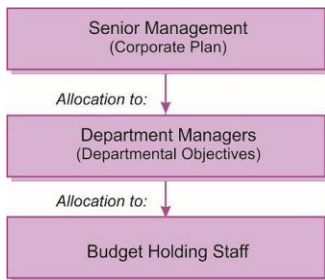 Senior Management
(Corporate Plan)
Allocation to:
Department Managers
(Departmental Objectives)
Allocation to:
Budget Holding Staff